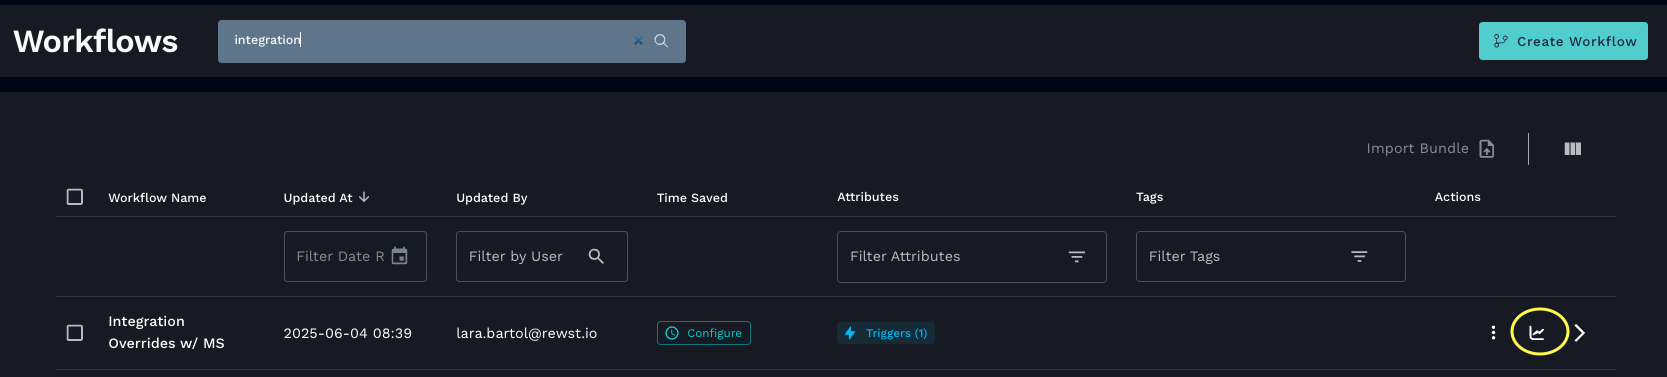 Workflows
integration
Create Workflow
Import Bundle
Workflow Name
Updated At
Updated By
Time Saved
Attributes
Tags
Actions
Filter Date R
Filter by User
Filter Attributes
Filter Tags
Integration
Overrides w/ MS
2025-06-04 08:39
lara.bartol@rewst.io
Configure
Triggers (1)